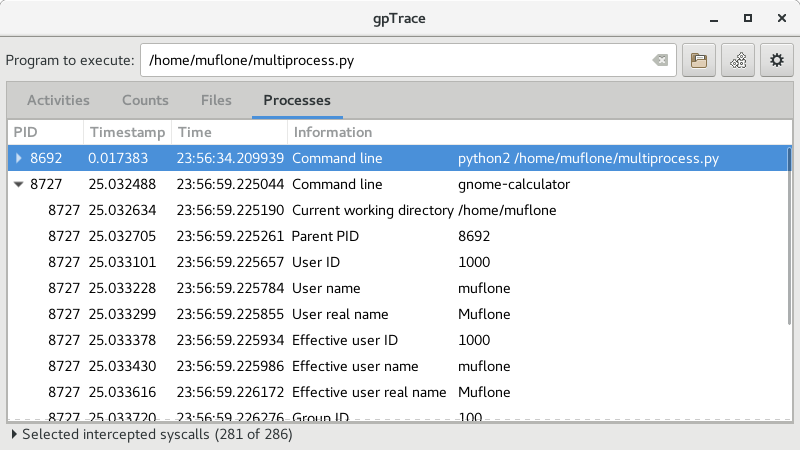 gpTrace
Program to execute: /home/muflone/multiprocess.py
Activities Counts Files Processes
PID Timestamp Time Information
8692 0.017383 23:56:34.209939 Command line python2 /home/muflone/multiprocess.py
8727 25.032488 23:56:59.225044 Command line gnome-calculator
8727 25.032634 23:56:59.225190 Current working directory /home/muflone
8727 25.032705 23:56:59.225261 Parent PID 8692
8727 25.033101 23:56:59.225657 User ID 1000
8727 25.033228 23:56:59.225784 User name muflone
8727 25.033299 23:56:59.225855 User real name Muflone
8727 25.033378 23:56:59.225934 Effective user ID 1000
8727 25.033430 23:56:59.225986 Effective user name muflone
8727 25.033616 23:56:59.226172 Effective user real name Muflone
8727 25.033720 23:56:59.226276 Group ID 100
Selected intercepted syscalls (281 of 286)